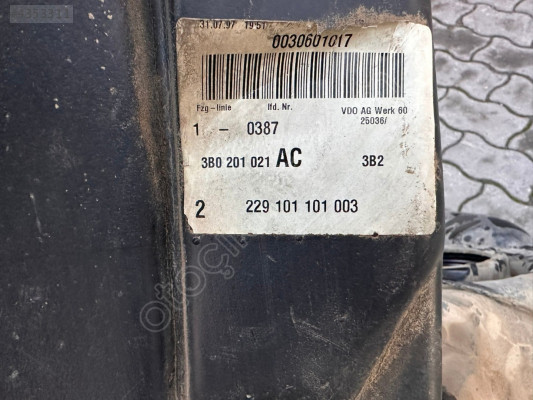 31.07.97 19:51
0030601017
Fzg-linie lfd. Nr. VDO AG Werk 60
25036/
1 - 0387
3B0 201 021 AC 3B2
2 229 101 101 003